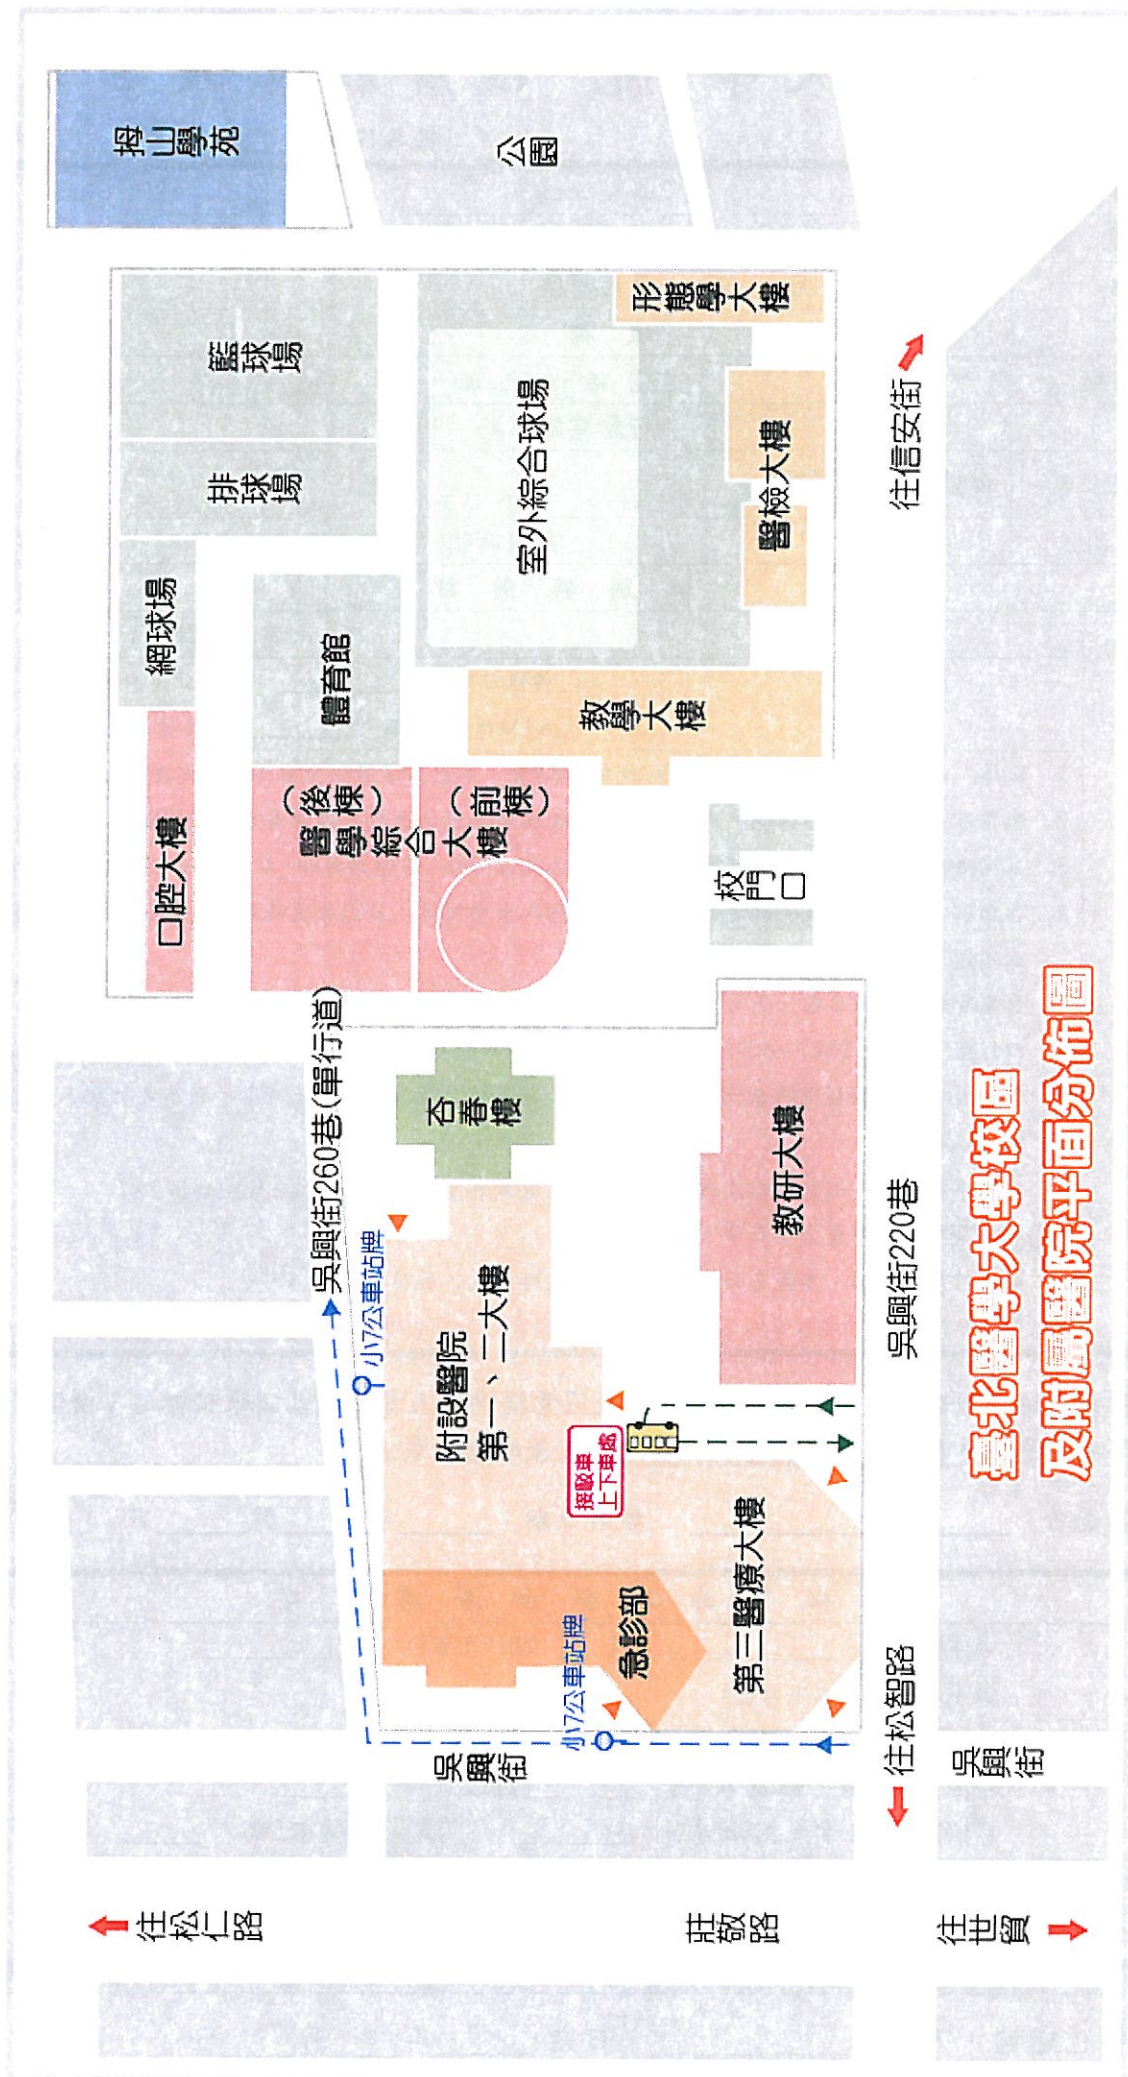 拇山學苑
公園
籃球場
排球場
網球場
體育館
室外綜合球場
形態學大樓
醫檢大樓
教學大樓
口腔大樓
(後棟)
醫學綜合大樓
(前棟)
校門口
往信安街
吳興街260巷(單行道)
小7公車站牌
杏春樓
附設醫院
第一、二大樓
教研大樓
吳興街220巷
接駁車
上下車處
急診部
第三醫療大樓
小7公車站牌
吳興街
往松智路
吳興街
往松仁路
莊敬路
往世貿
臺北醫學大學校區
及附屬醫院平面分佈圖